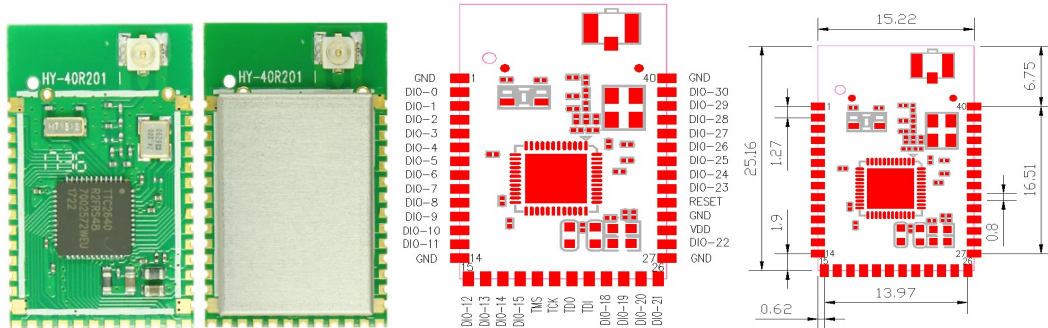 HY-40R201
TTC2640
R2FRS48
700J572WEU
1722
HY-40R201
1
40
GND
DIO-0
DIO-1
DIO-2
DIO-3
DIO-4
DIO-5
DIO-6
DIO-7
DIO-8
DIO-9
DIO-10
DIO-11
GND
14
15
DIO-12
DIO-13
DIO-14
DIO-15
TMS
TCK
TDO
TDI
DIO-18
DIO-19
DIO-20
DIO-21
27
26
GND
DIO-30
DIO-29
DIO-28
DIO-27
DIO-26
DIO-25
DIO-24
DIO-23
RESET
GND
VDD
DIO-22
GND
15.22
6.75
1
40
25.16
1.27
16.51
1.9
0.8
14
27
15
26
13.97
0.62